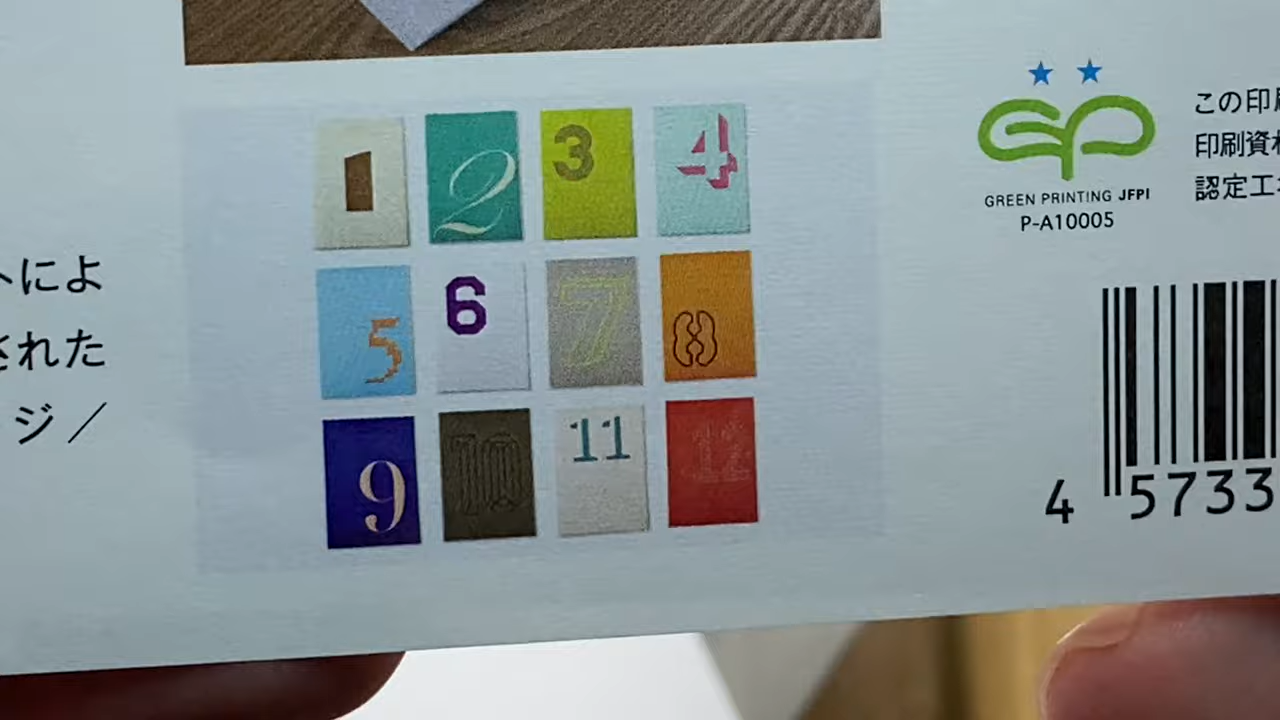 1 2 3 4
5 6 7 8
9 10 11 12
トによ
された
ジ／
GREEN PRINTING JFPI
P-A10005
この印刷
印刷資材
認定工
4 5733